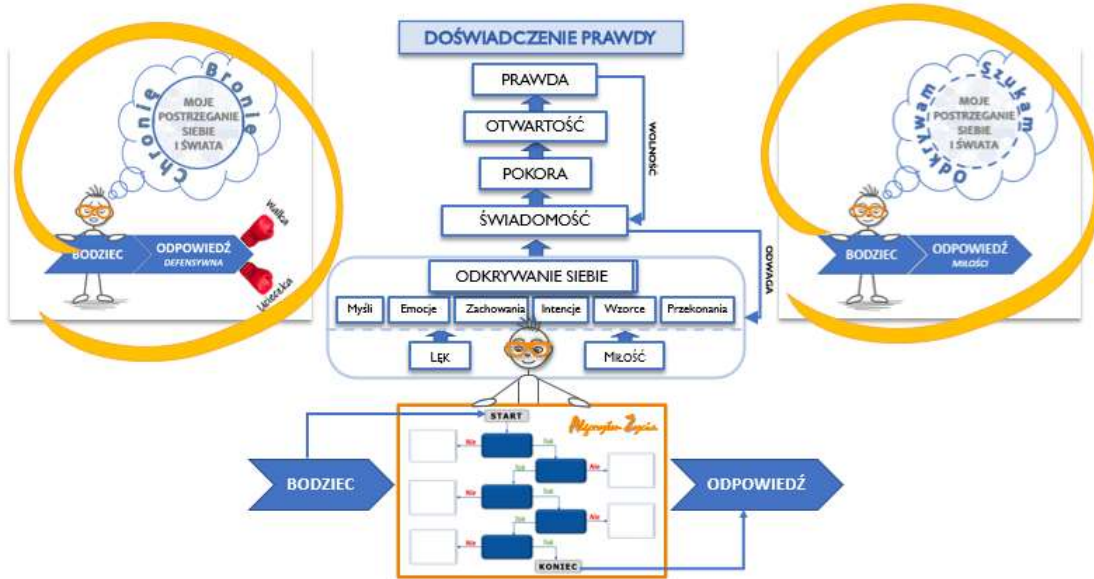 DOŚWIADCZENIE PRAWDY
Chronię Bronię
MOJE
POSTRZEGANIE
SIEBIE
I ŚWIATA
Walka
BODZIEC
ODPOWIEDŹ
DEFENSYWNA
Ucieczka
PRAWDA
OTWARTOŚĆ
WOLNOŚĆ
POKORA
ŚWIADOMOŚĆ
ODWAGA
ODKRYWANIE SIEBIE
Myśli
Emocje
Zachowania
Intencje
Wzorce
Przekonania
LĘK
MIŁOŚĆ
Odkrywam Szukam
MOJE
POSTRZEGANIE
SIEBIE
I ŚWIATA
BODZIEC
ODPOWIEDŹ
MIŁOŚCI
START
Algorytm Życia
Nie
Tak
Tak
Nie
Nie
Tak
Tak
Nie
Nie
Tak
KONIEC
BODZIEC
ODPOWIEDŹ